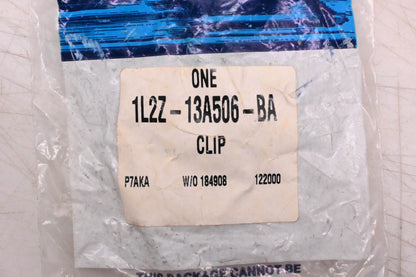 ONE
1L2Z-13A506-BA
CLIP
P7AKA W/O 184908 122000
THIS PACKAGE CANNOT BE